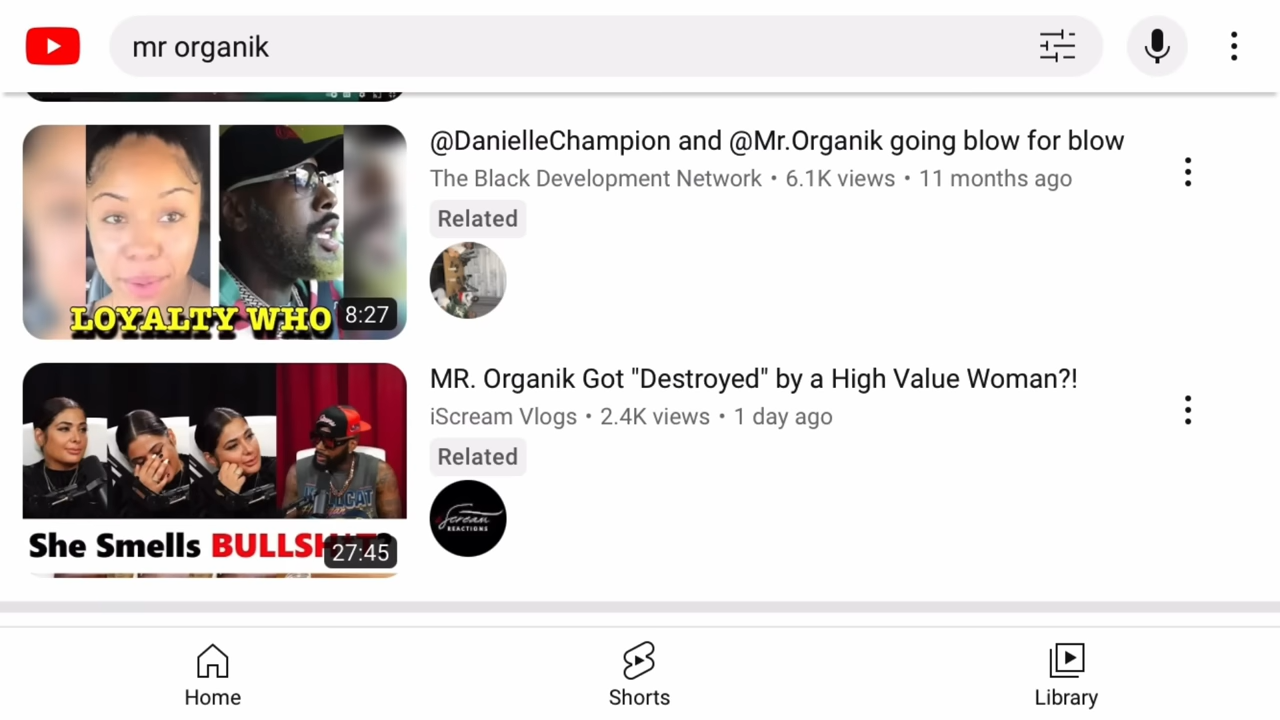 mr organik
@DanielleChampion and @Mr.Organik going blow for blow
The Black Development Network • 6.1K views • 11 months ago
Related
LOYALTY WHO
8:27
MR. Organik Got "Destroyed" by a High Value Woman?!
iScream Vlogs • 2.4K views • 1 day ago
Related
iScream
REACTIONS
She Smells
27:45
Home
Shorts
Library